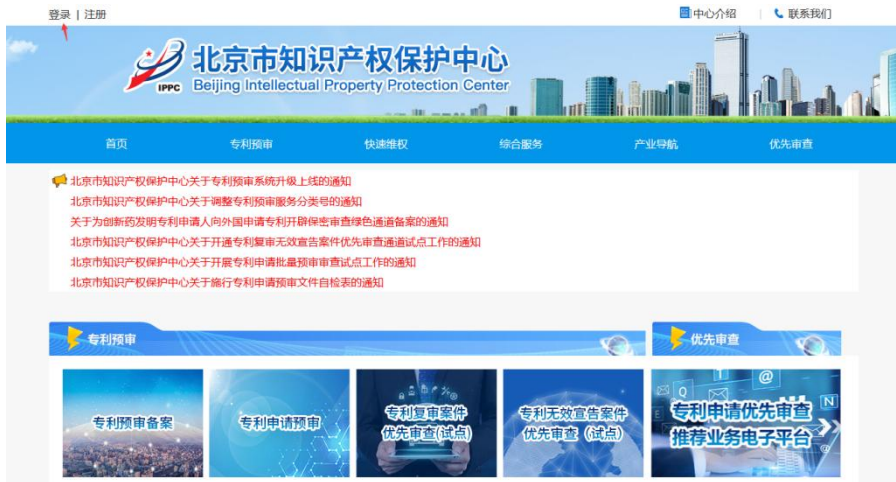 登录 | 注册
中心介绍 | 联系我们
北京市知识产权保护中心
IPPC Beijing Intellectual Property Protection Center
首页 专利预审 快速维权 综合服务 产业导航 优先审查
北京市知识产权保护中心关于专利预审系统升级上线的通知
北京市知识产权保护中心关于调整专利预审服务分类号的通知
关于为创新药发明专利申请人向外国申请专利开辟保密审查绿色通道备案的通知
北京市知识产权保护中心关于开通专利复审无效宣告案件优先审查通道试点工作的通知
北京市知识产权保护中心关于开展专利申请批量预审审查试点工作的通知
北京市知识产权保护中心关于施行专利申请预审文件自检表的通知
专利预审 优先审查
专利预审备案
专利申请预审
专利复审案件
优先审查(试点)
专利无效宣告案件
优先审查（试点）
专利申请优先审查
推荐业务电子平台